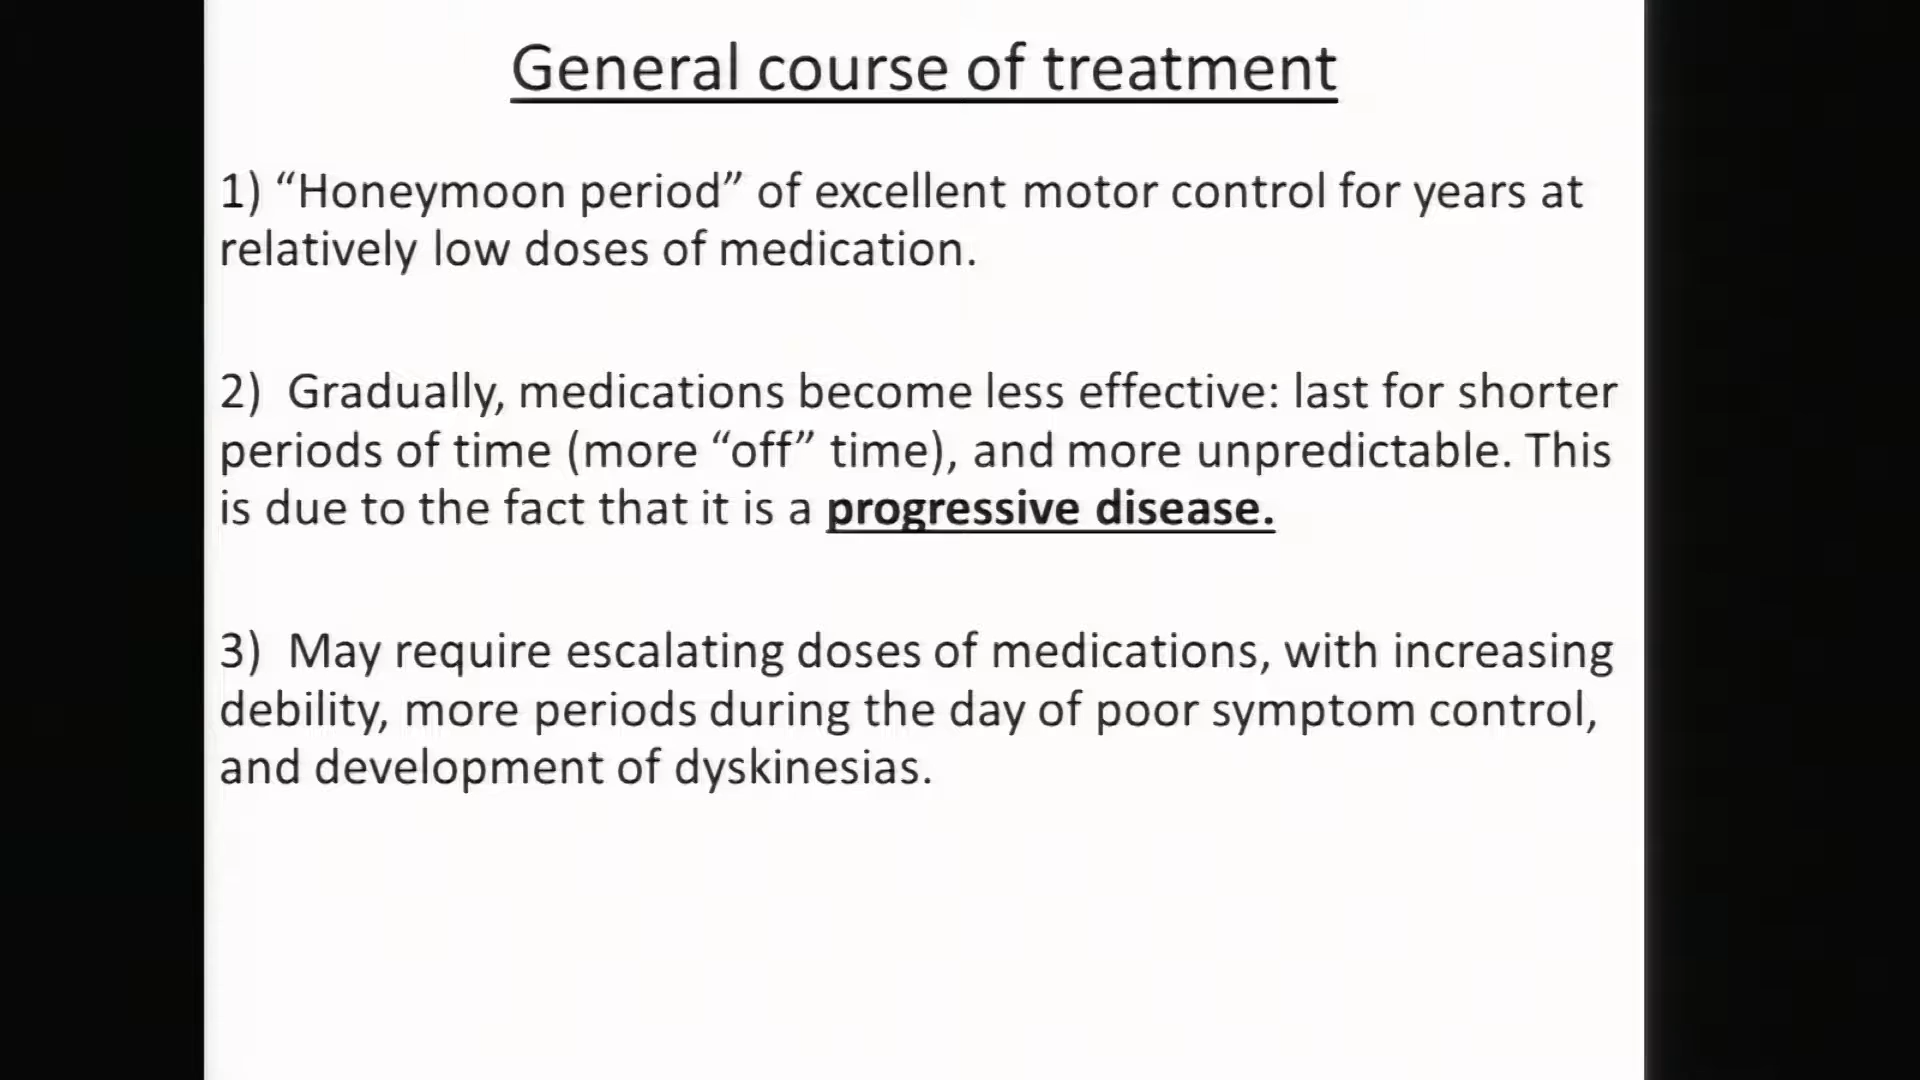 General course of treatment
1) “Honeymoon period” of excellent motor control for years at
relatively low doses of medication.
2)  Gradually, medications become less effective: last for shorter
periods of time (more “off” time), and more unpredictable. This
is due to the fact that it is a progressive disease.
3)  May require escalating doses of medications, with increasing
debility, more periods during the day of poor symptom control,
and development of dyskinesias.